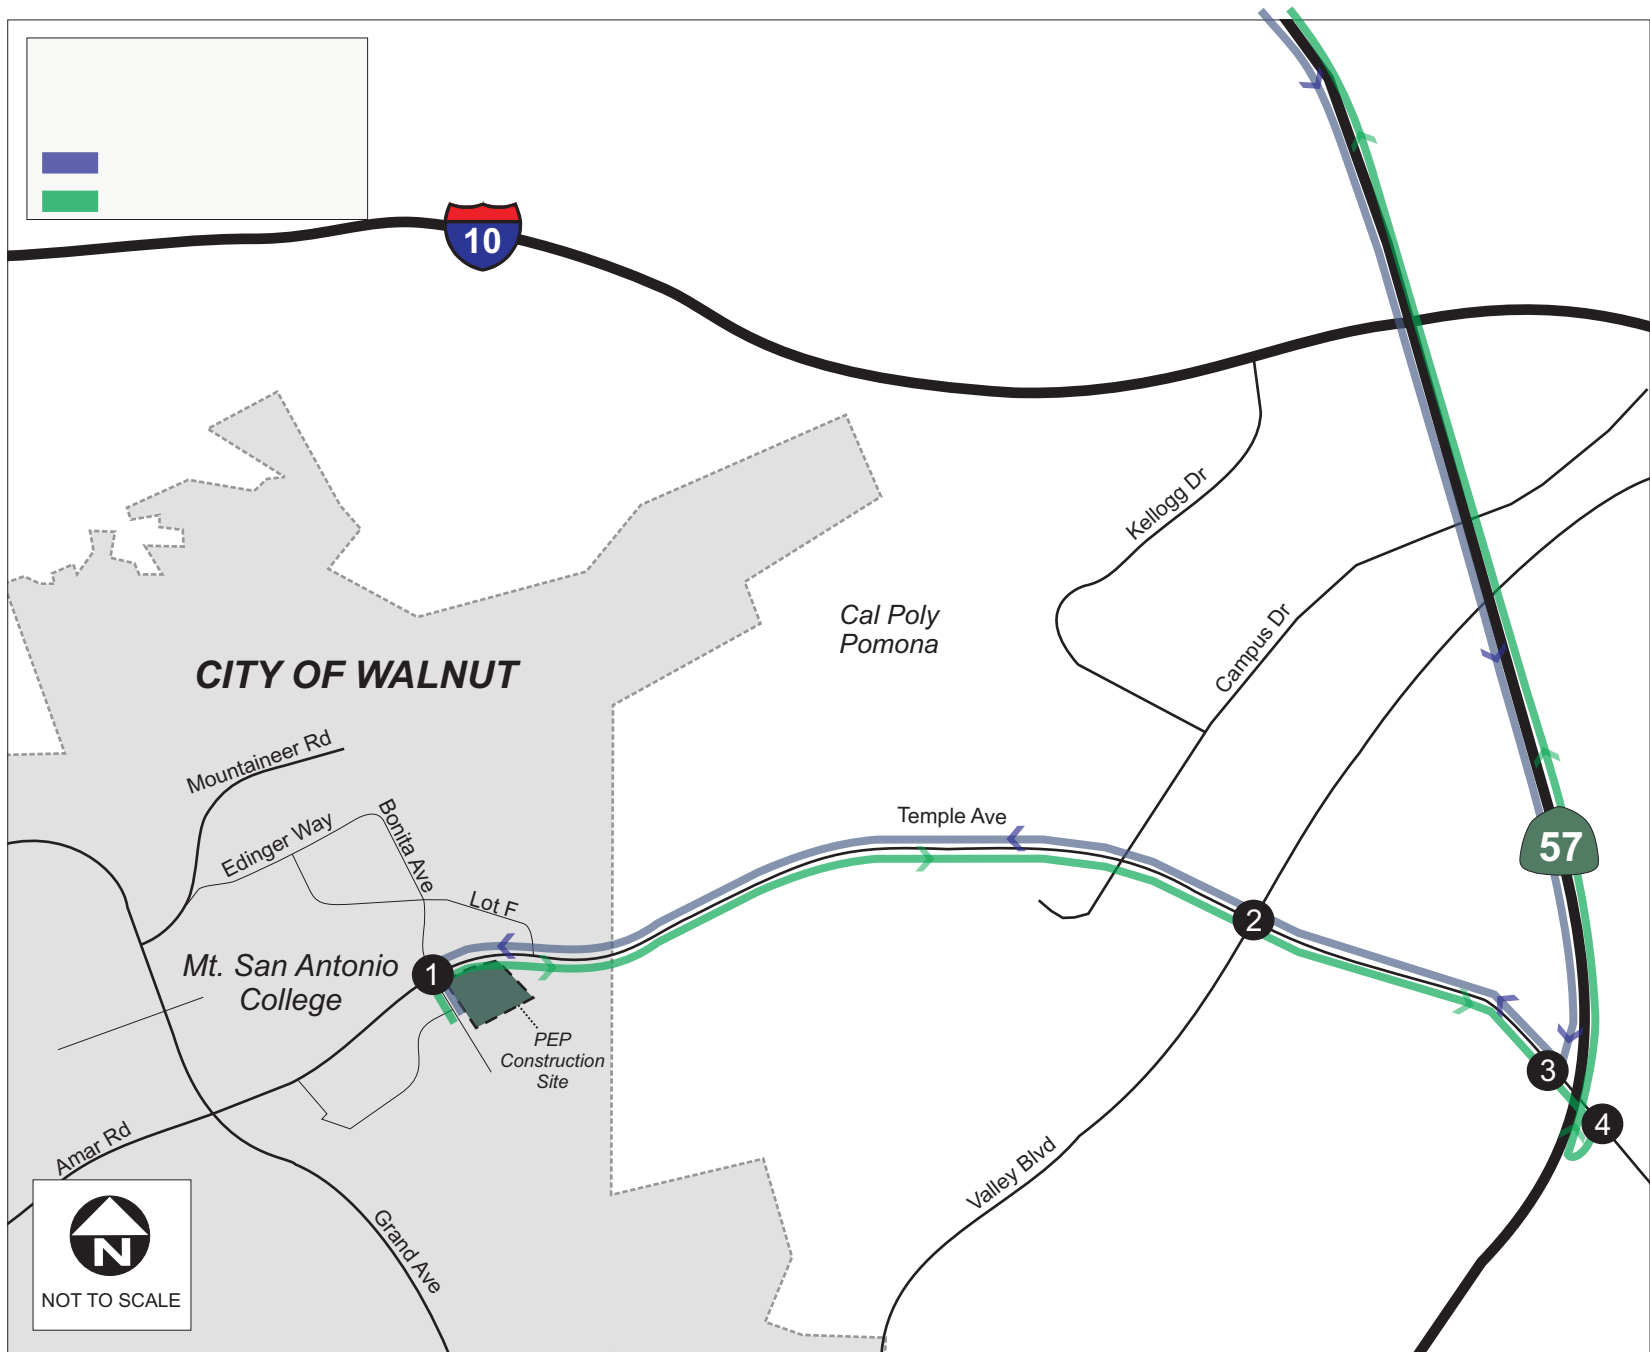 10
Kellogg Dr
Cal Poly
Pomona
Campus Dr
CITY OF WALNUT
Mountaineer Rd
Bonita Ave
Edinger Way
Temple Ave
57
Lot F
2
Mt. San Antonio
College
1
PEP
Construction
Site
3
4
Amar Rd
Valley Blvd
Grand Ave
N
NOT TO SCALE